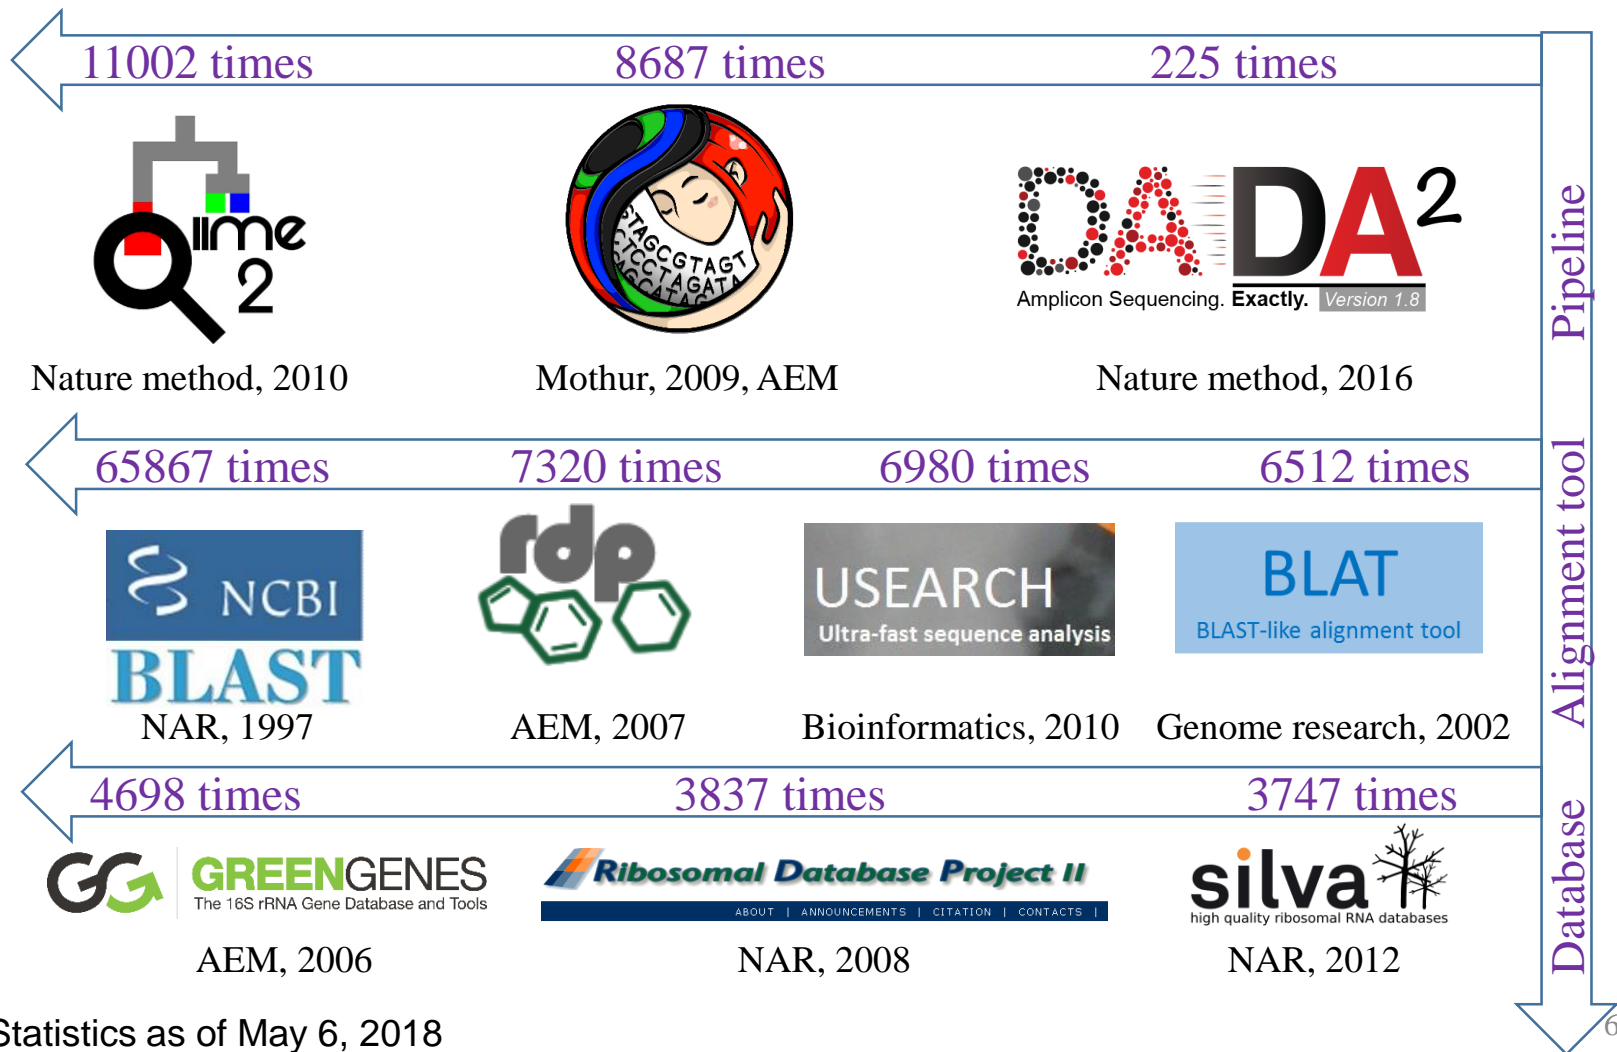 11002 times 8687 times 225 times
QIIME 2
GTAGCGTAGT
CTCCTAGATA
DADA2
Amplicon Sequencing. Exactly. Version 1.8
Nature method, 2010 Mothur, 2009, AEM Nature method, 2016
Pipeline
65867 times 7320 times 6980 times 6512 times
NCBI
BLAST
rdp
USEARCH
Ultra-fast sequence analysis
BLAT
BLAST-like alignment tool
NAR, 1997 AEM, 2007 Bioinformatics, 2010 Genome research, 2002
Alignment tool
4698 times 3837 times 3747 times
GG GREENGENES
The 16S rRNA Gene Database and Tools
Ribosomal Database Project II
ABOUT | ANNOUNCEMENTS | CITATION | CONTACTS |
silva
high quality ribosomal RNA databases
AEM, 2006 NAR, 2008 NAR, 2012
Database
Statistics as of May 6, 2018
6